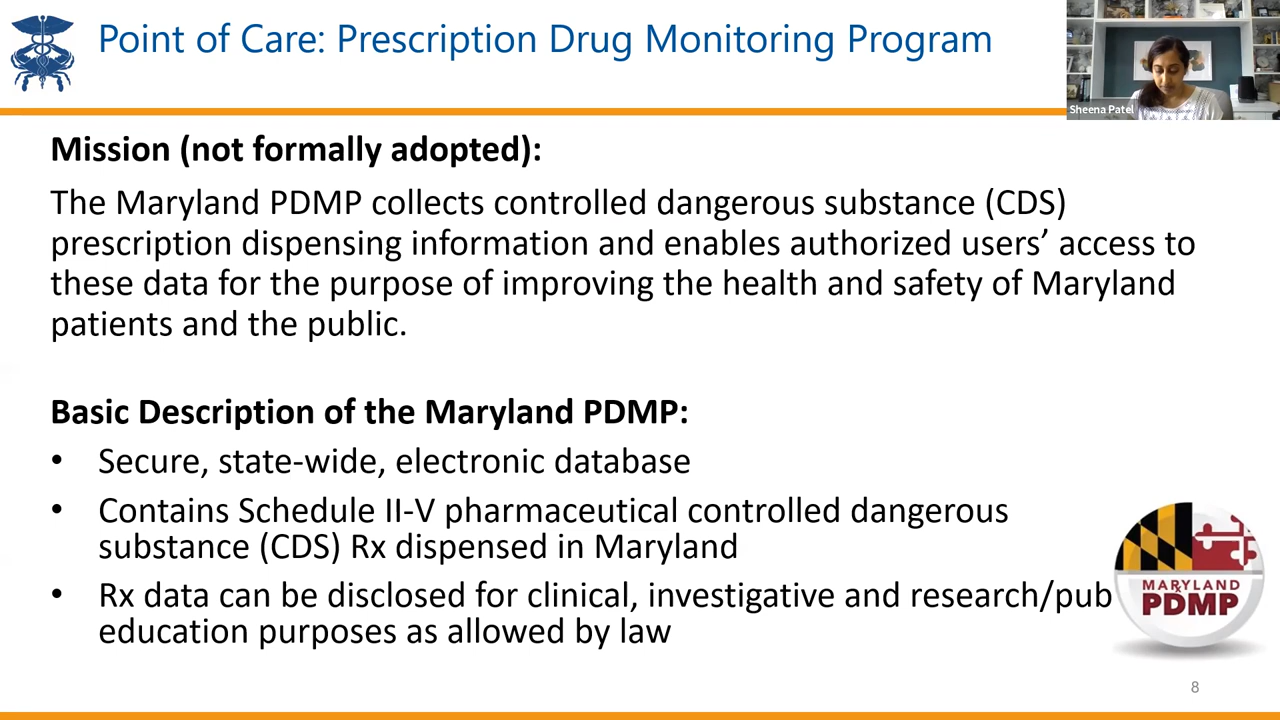 Point of Care: Prescription Drug Monitoring Program
Sheena Patel
Mission (not formally adopted):
The Maryland PDMP collects controlled dangerous substance (CDS)
prescription dispensing information and enables authorized users’ access to
these data for the purpose of improving the health and safety of Maryland
patients and the public.
Basic Description of the Maryland PDMP:
• Secure, state-wide, electronic database
• Contains Schedule II-V pharmaceutical controlled dangerous
substance (CDS) Rx dispensed in Maryland
• Rx data can be disclosed for clinical, investigative and research/pub
education purposes as allowed by law
MARYLAND
PDMP
8